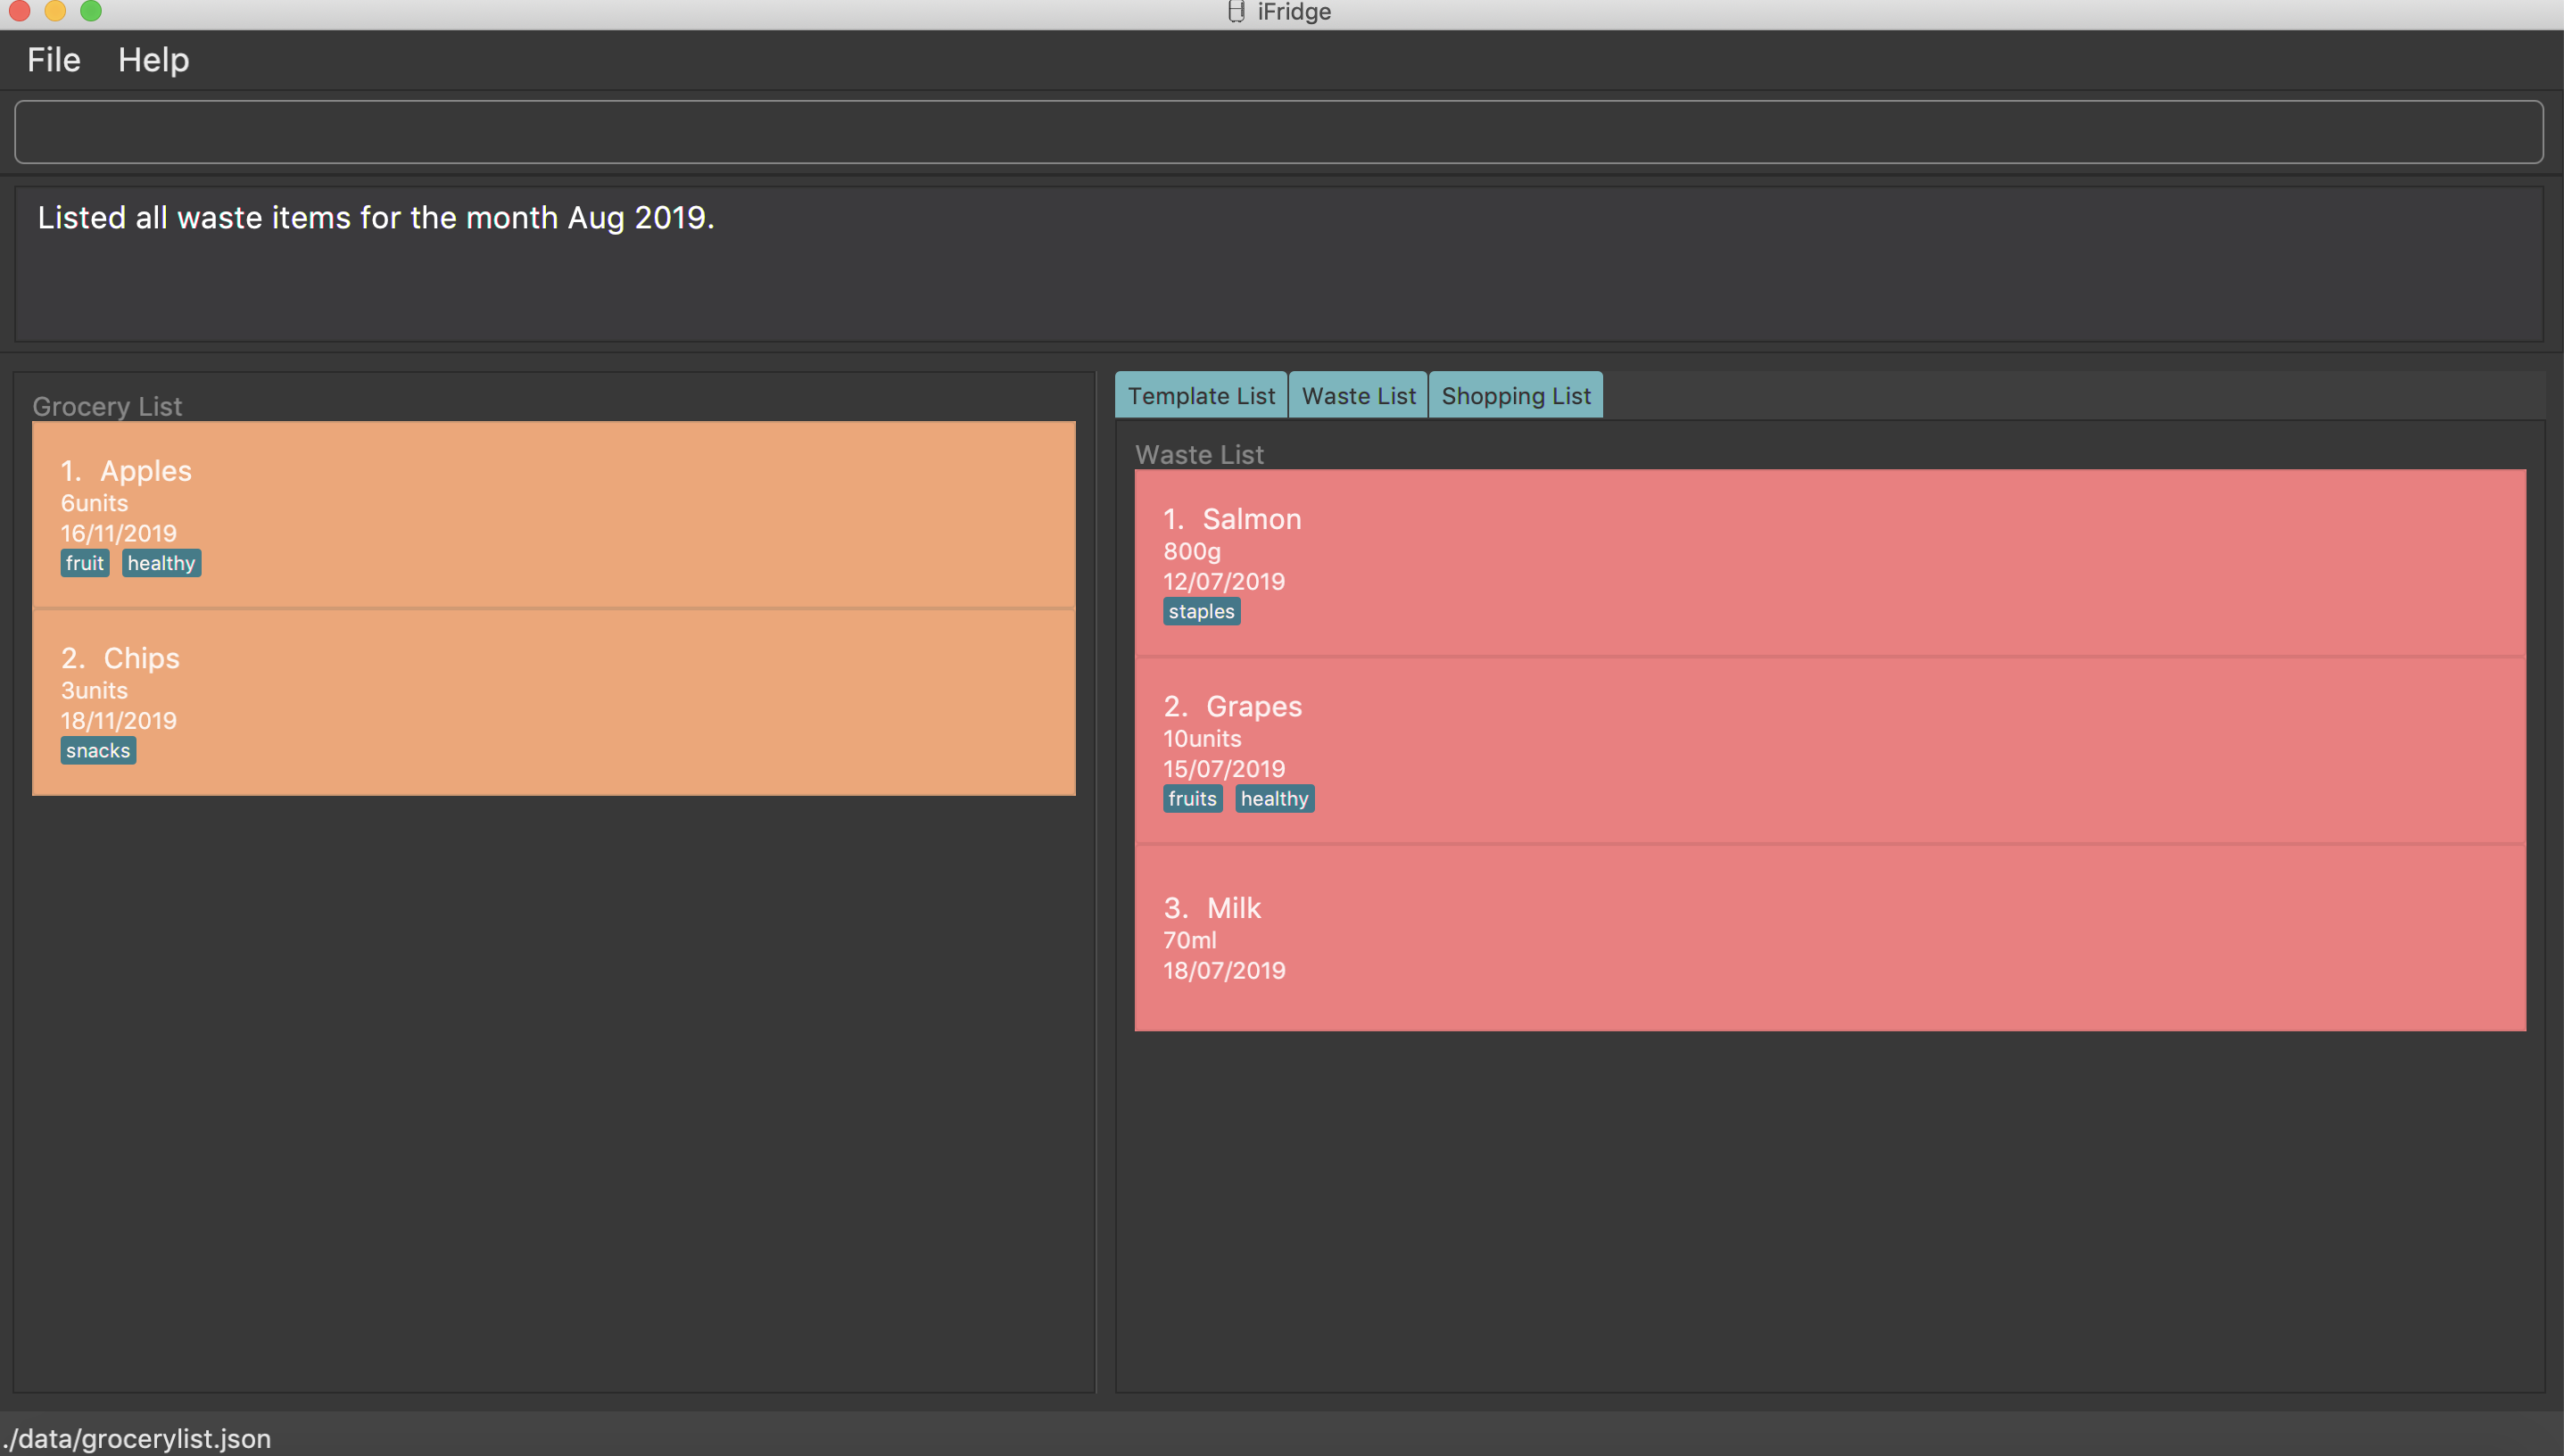 iFridge
File Help
Listed all waste items for the month Aug 2019.
Grocery List
1. Apples
6units
16/11/2019
fruit healthy
2. Chips
3units
18/11/2019
snacks
Template List Waste List Shopping List
Waste List
1. Salmon
800g
12/07/2019
staples
2. Grapes
10units
15/07/2019
fruits healthy
3. Milk
70ml
18/07/2019
./data/grocerylist.json